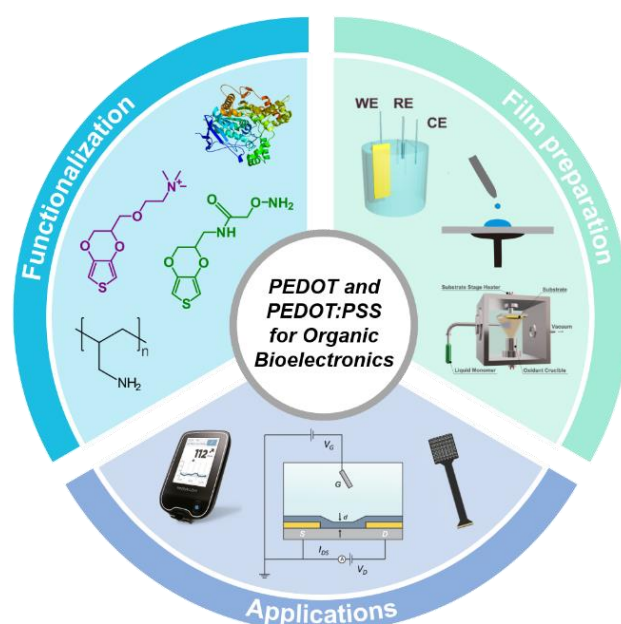 Functionalization
Film preparation
Applications
PEDOT and
PEDOT:PSS
for Organic
Bioelectronics
WE RE
CE
Substrate Stage Heater
Substrate
Vacuum
Liquid Monomer
Oxidant Crucible
N+
O
O
O
S
O
O
NH2
NH
O
O
S
n
NH2
112
VG
G
d
S
D
IDS
A
VD